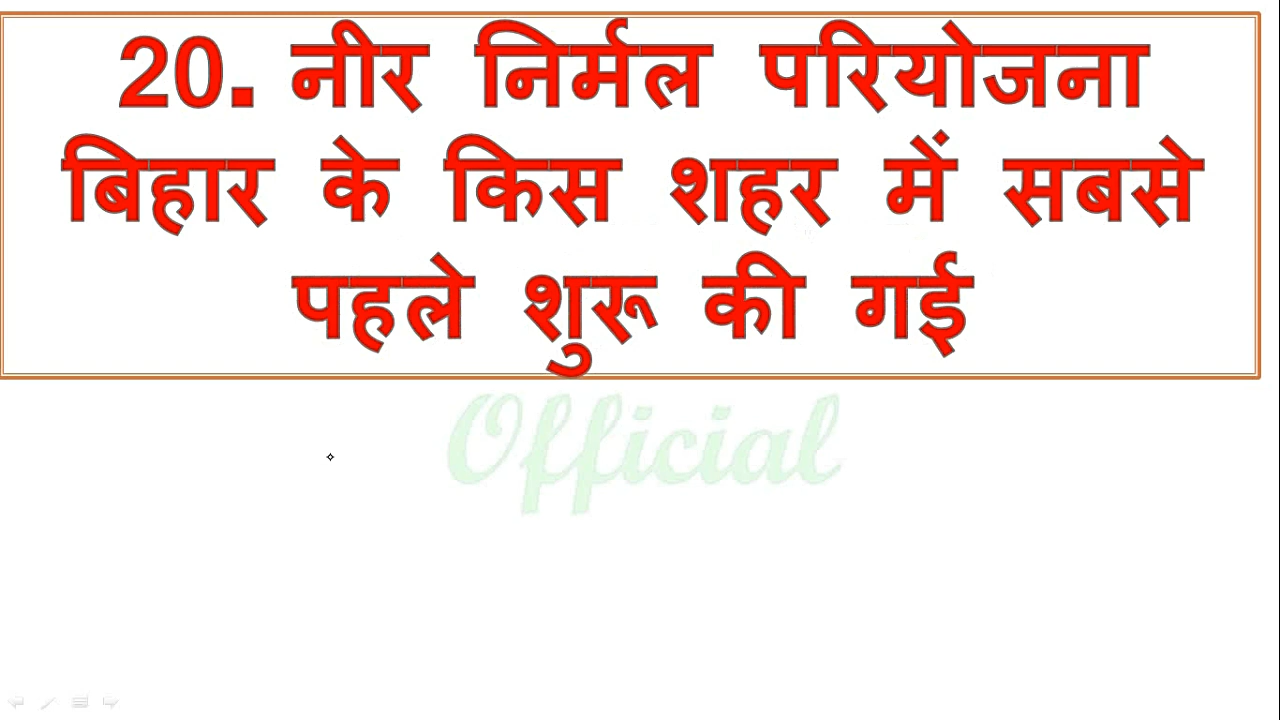 20. नीर निर्मल परियोजना
बिहार के किस शहर में सबसे
पहले शुरू की गई
Official